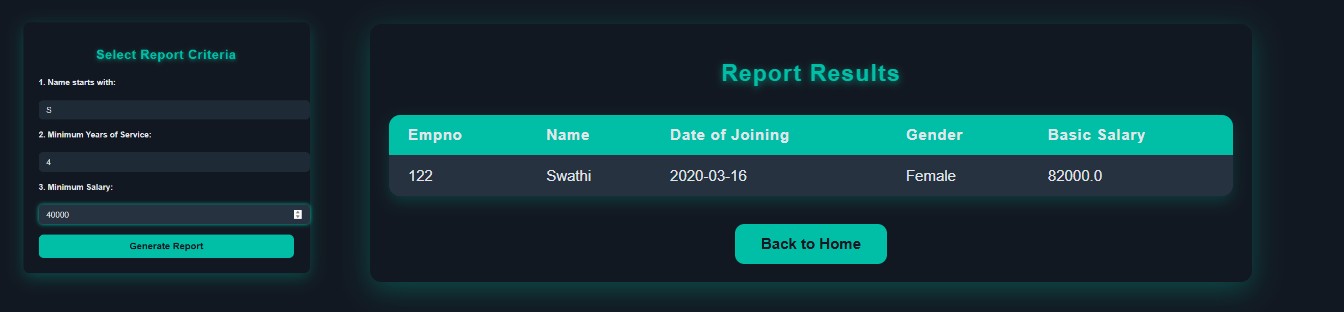 Select Report Criteria
1. Name starts with:
S
2. Minimum Years of Service:
4
3. Minimum Salary:
40000
Generate Report
Report Results
Empno Name Date of Joining Gender Basic Salary
122 Swathi 2020-03-16 Female 82000.0
Back to Home